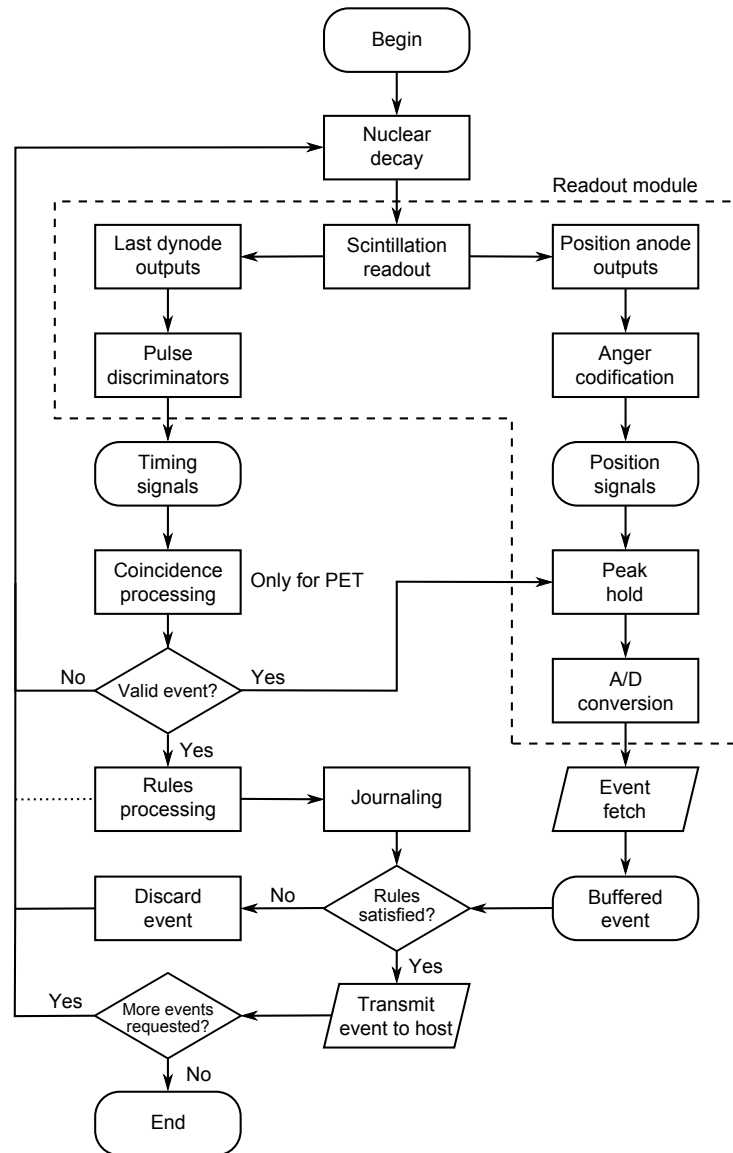 Begin
Nuclear
decay
Readout module
Last dynode
outputs
Scintillation
readout
Position anode
outputs
Pulse
discriminators
Anger
codification
Timing
signals
Position
signals
Coincidence
processing
Only for PET
Peak
hold
No
Valid event?
Yes
A/D
conversion
Yes
Rules
processing
Journaling
Event
fetch
Discard
event
No
Rules
satisfied?
Buffered
event
Yes
Yes
More events
requested?
Transmit
event to host
No
End